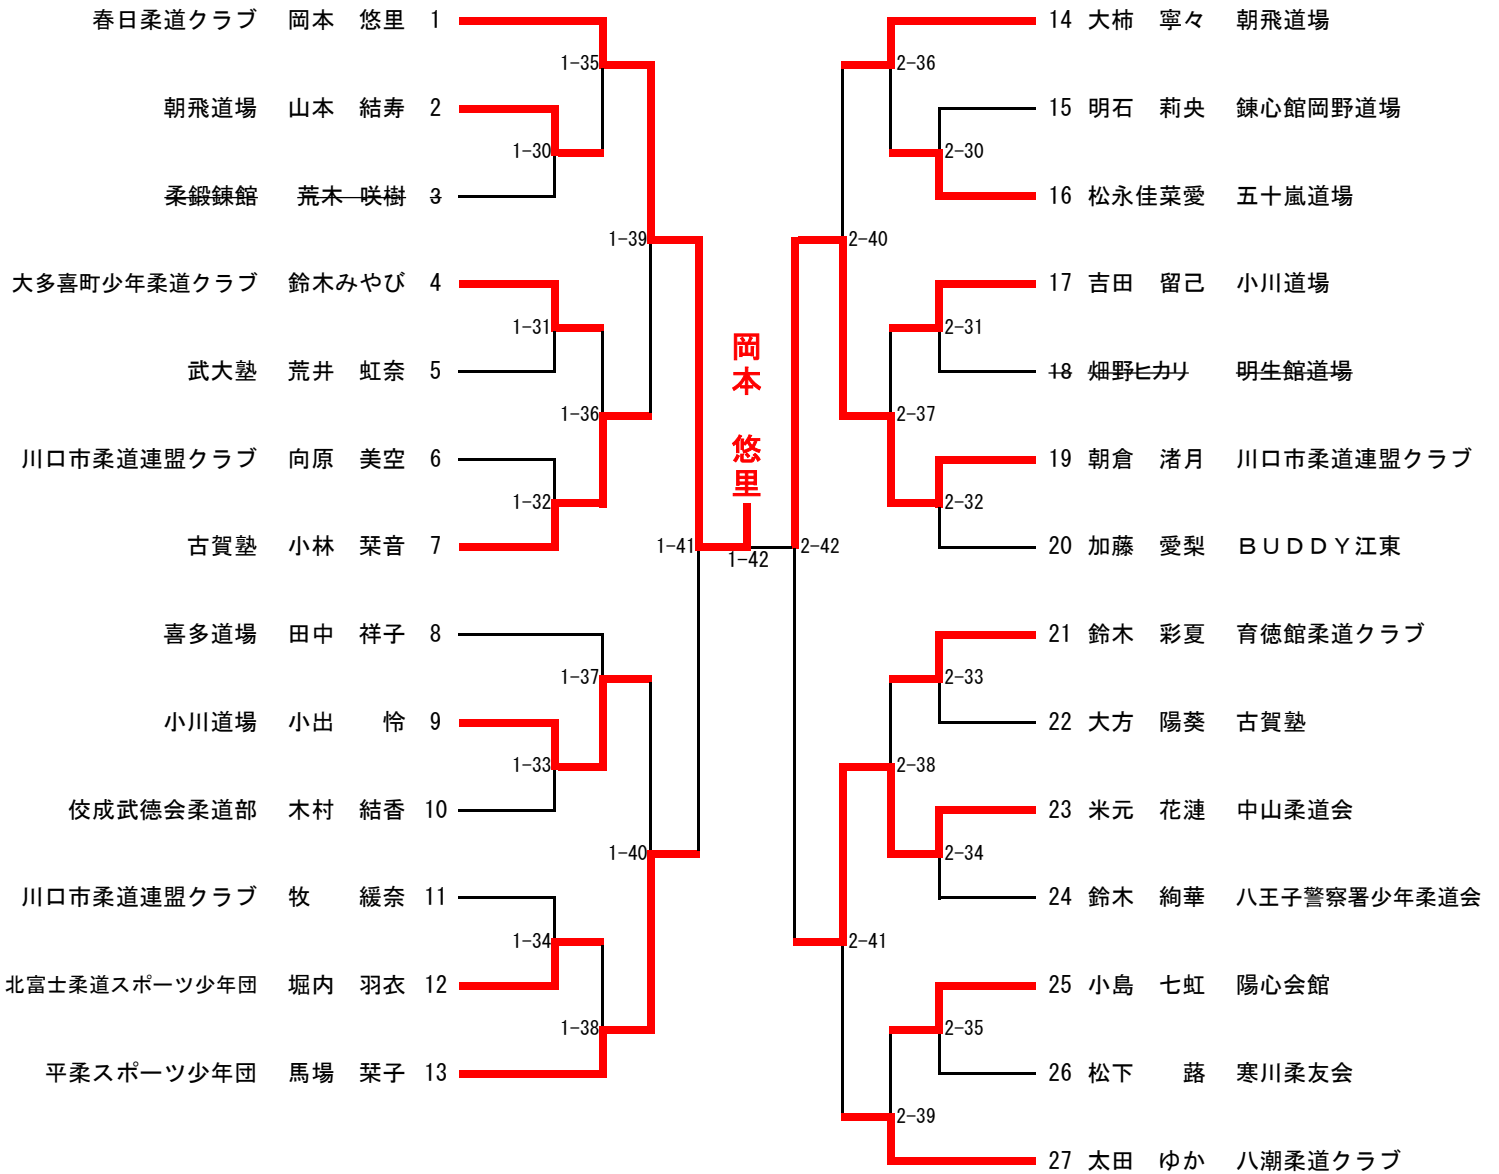 春日柔道クラブ 岡本 悠里 1
朝飛道場 山本 結寿 2
柔鍛錬館 荒木 咲樹 3
大多喜町少年柔道クラブ 鈴木みやび 4
武大塾 荒井 虹奈 5
川口市柔道連盟クラブ 向原 美空 6
古賀塾 小林 栞音 7
喜多道場 田中 祥子 8
小川道場 小出 怜 9
佼成武徳会柔道部 木村 結香 10
川口市柔道連盟クラブ 牧 緩奈 11
北富士柔道スポーツ少年団 堀内 羽衣 12
平柔スポーツ少年団 馬場 栞子 13
1-35
1-30
1-39
1-31
1-36
1-32
1-41
1-37
1-33
1-40
1-34
1-38
岡本 悠里
1-42
2-42
2-36
2-30
2-40
2-31
2-37
2-32
2-33
2-38
2-34
2-41
2-35
2-39
14 大柿 寧々 朝飛道場
15 明石 莉央 錬心館岡野道場
16 松永佳菜愛 五十嵐道場
17 吉田 留己 小川道場
18 畑野ヒカリ 明生館道場
19 朝倉 渚月 川口市柔道連盟クラブ
20 加藤 愛梨 BUDDY江東
21 鈴木 彩夏 育徳館柔道クラブ
22 大方 陽葵 古賀塾
23 米元 花漣 中山柔道会
24 鈴木 絢華 八王子警察署少年柔道会
25 小島 七虹 陽心会館
26 松下 蕗 寒川柔友会
27 太田 ゆか 八潮柔道クラブ